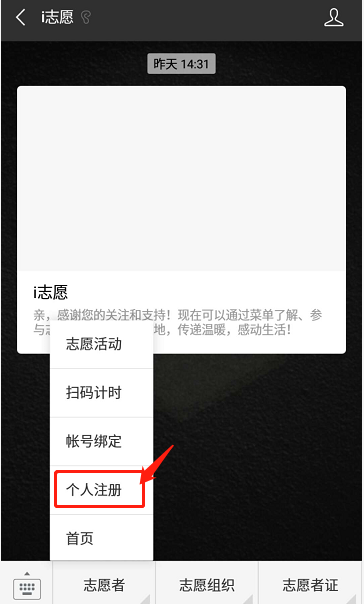 i志愿
昨天 14:31
i志愿
亲，感谢您的关注和支持！现在可以通过菜单了解、参
与志
地，传递温暖，感动生活！
志愿活动
扫码计时
帐号绑定
个人注册
首页
志愿者
志愿组织
志愿者证